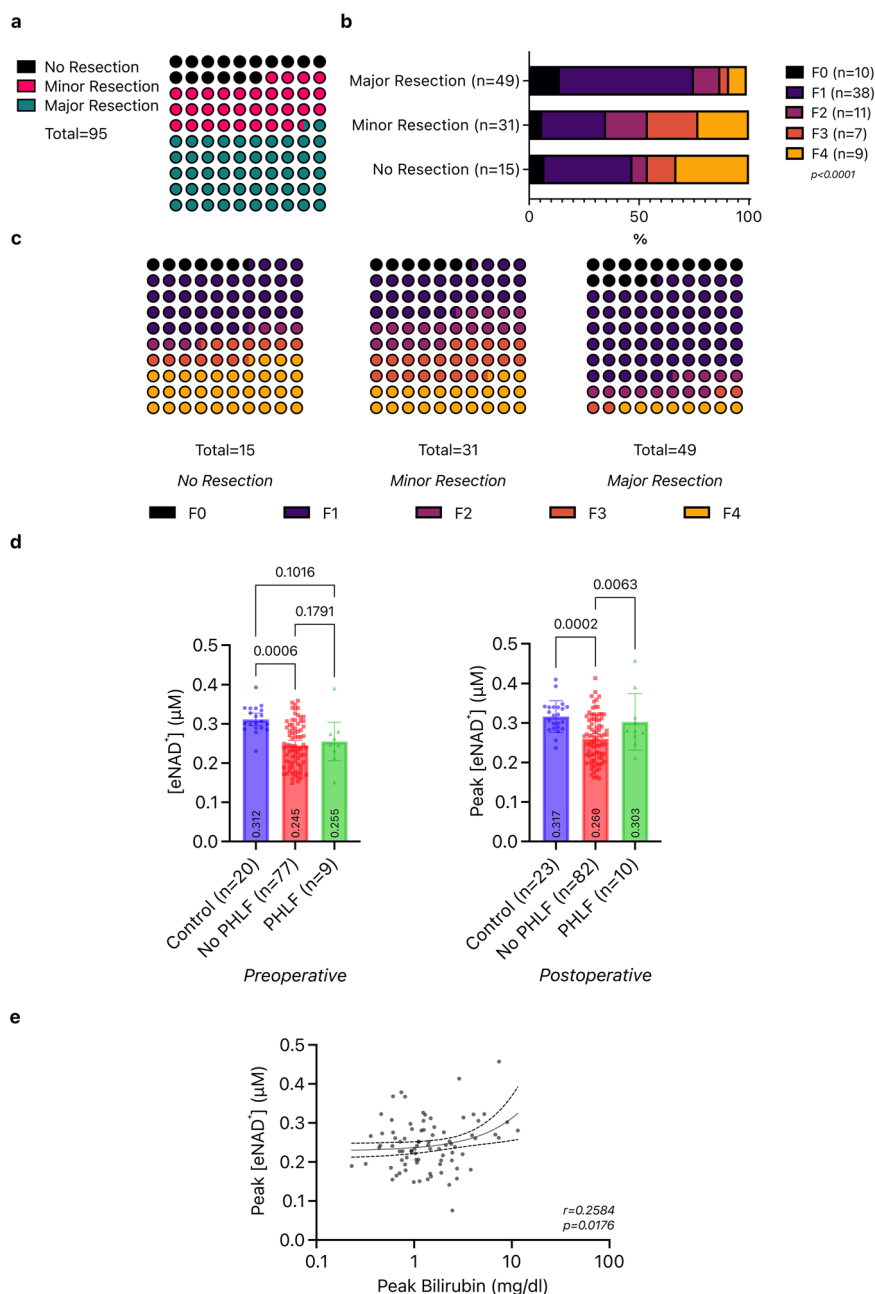 a
No Resection
Minor Resection
Major Resection
Total=95
b
Major Resection (n=49)
Minor Resection (n=31)
No Resection (n=15)
0
50
100
%
F0 (n=10)
F1 (n=38)
F2 (n=11)
F3 (n=7)
F4 (n=9)
p<0.0001
c
Total=15
Total=31
Total=49
No Resection
Minor Resection
Major Resection
F0
F1
F2
F3
F4
d
0.1016
0.1791
0.0006
0.5
0.4
0.3
0.2
0.1
0.0
[eNAD⁺] (μM)
0.312
0.245
0.255
Control (n=20)
No PHLF (n=77)
PHLF (n=9)
Preoperative
0.0063
0.0002
0.5
0.4
0.3
0.2
0.1
0.0
Peak [eNAD⁺] (μM)
0.317
0.260
0.303
Control (n=23)
No PHLF (n=82)
PHLF (n=10)
Postoperative
e
0.5
0.4
0.3
0.2
0.1
0.0
Peak [eNAD⁺] (μM)
r=0.2584
p=0.0176
0.1
1
10
100
Peak Bilirubin (mg/dl)